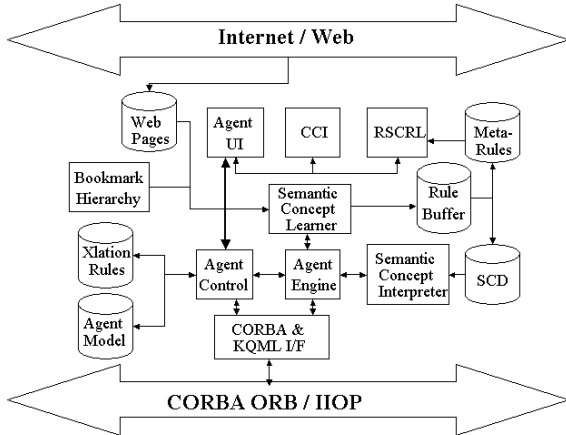 Internet / Web
Web
Pages
Agent
UI
CCI
RSCRL
Meta-
Rules
Bookmark
Hierarchy
Semantic
Concept
Learner
Rule
Buffer
Xlation
Rules
Agent
Control
Agent
Engine
Semantic
Concept
Interpreter
SCD
Agent
Model
CORBA &
KQML I/F
CORBA ORB / IIOP